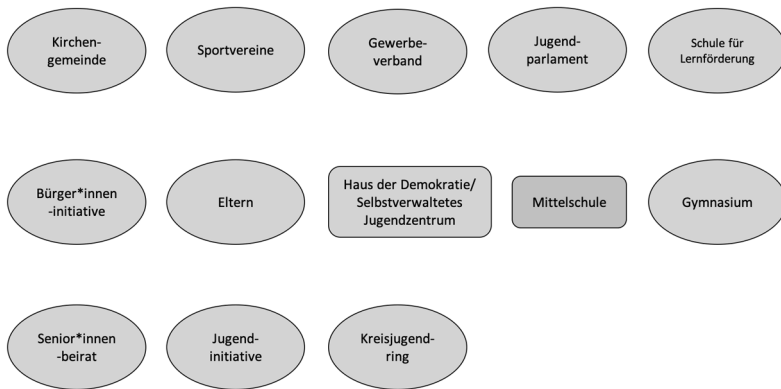 Kirchen-
gemeinde
Sportvereine
Gewerbe-
verband
Jugend-
parlament
Schule für
Lernförderung
Bürger*innen
-initiative
Eltern
Haus der Demokratie/
Selbstverwaltetes
Jugendzentrum
Mittelschule
Gymnasium
Senior*innen
-beirat
Jugend-
initiative
Kreisjugend-
ring